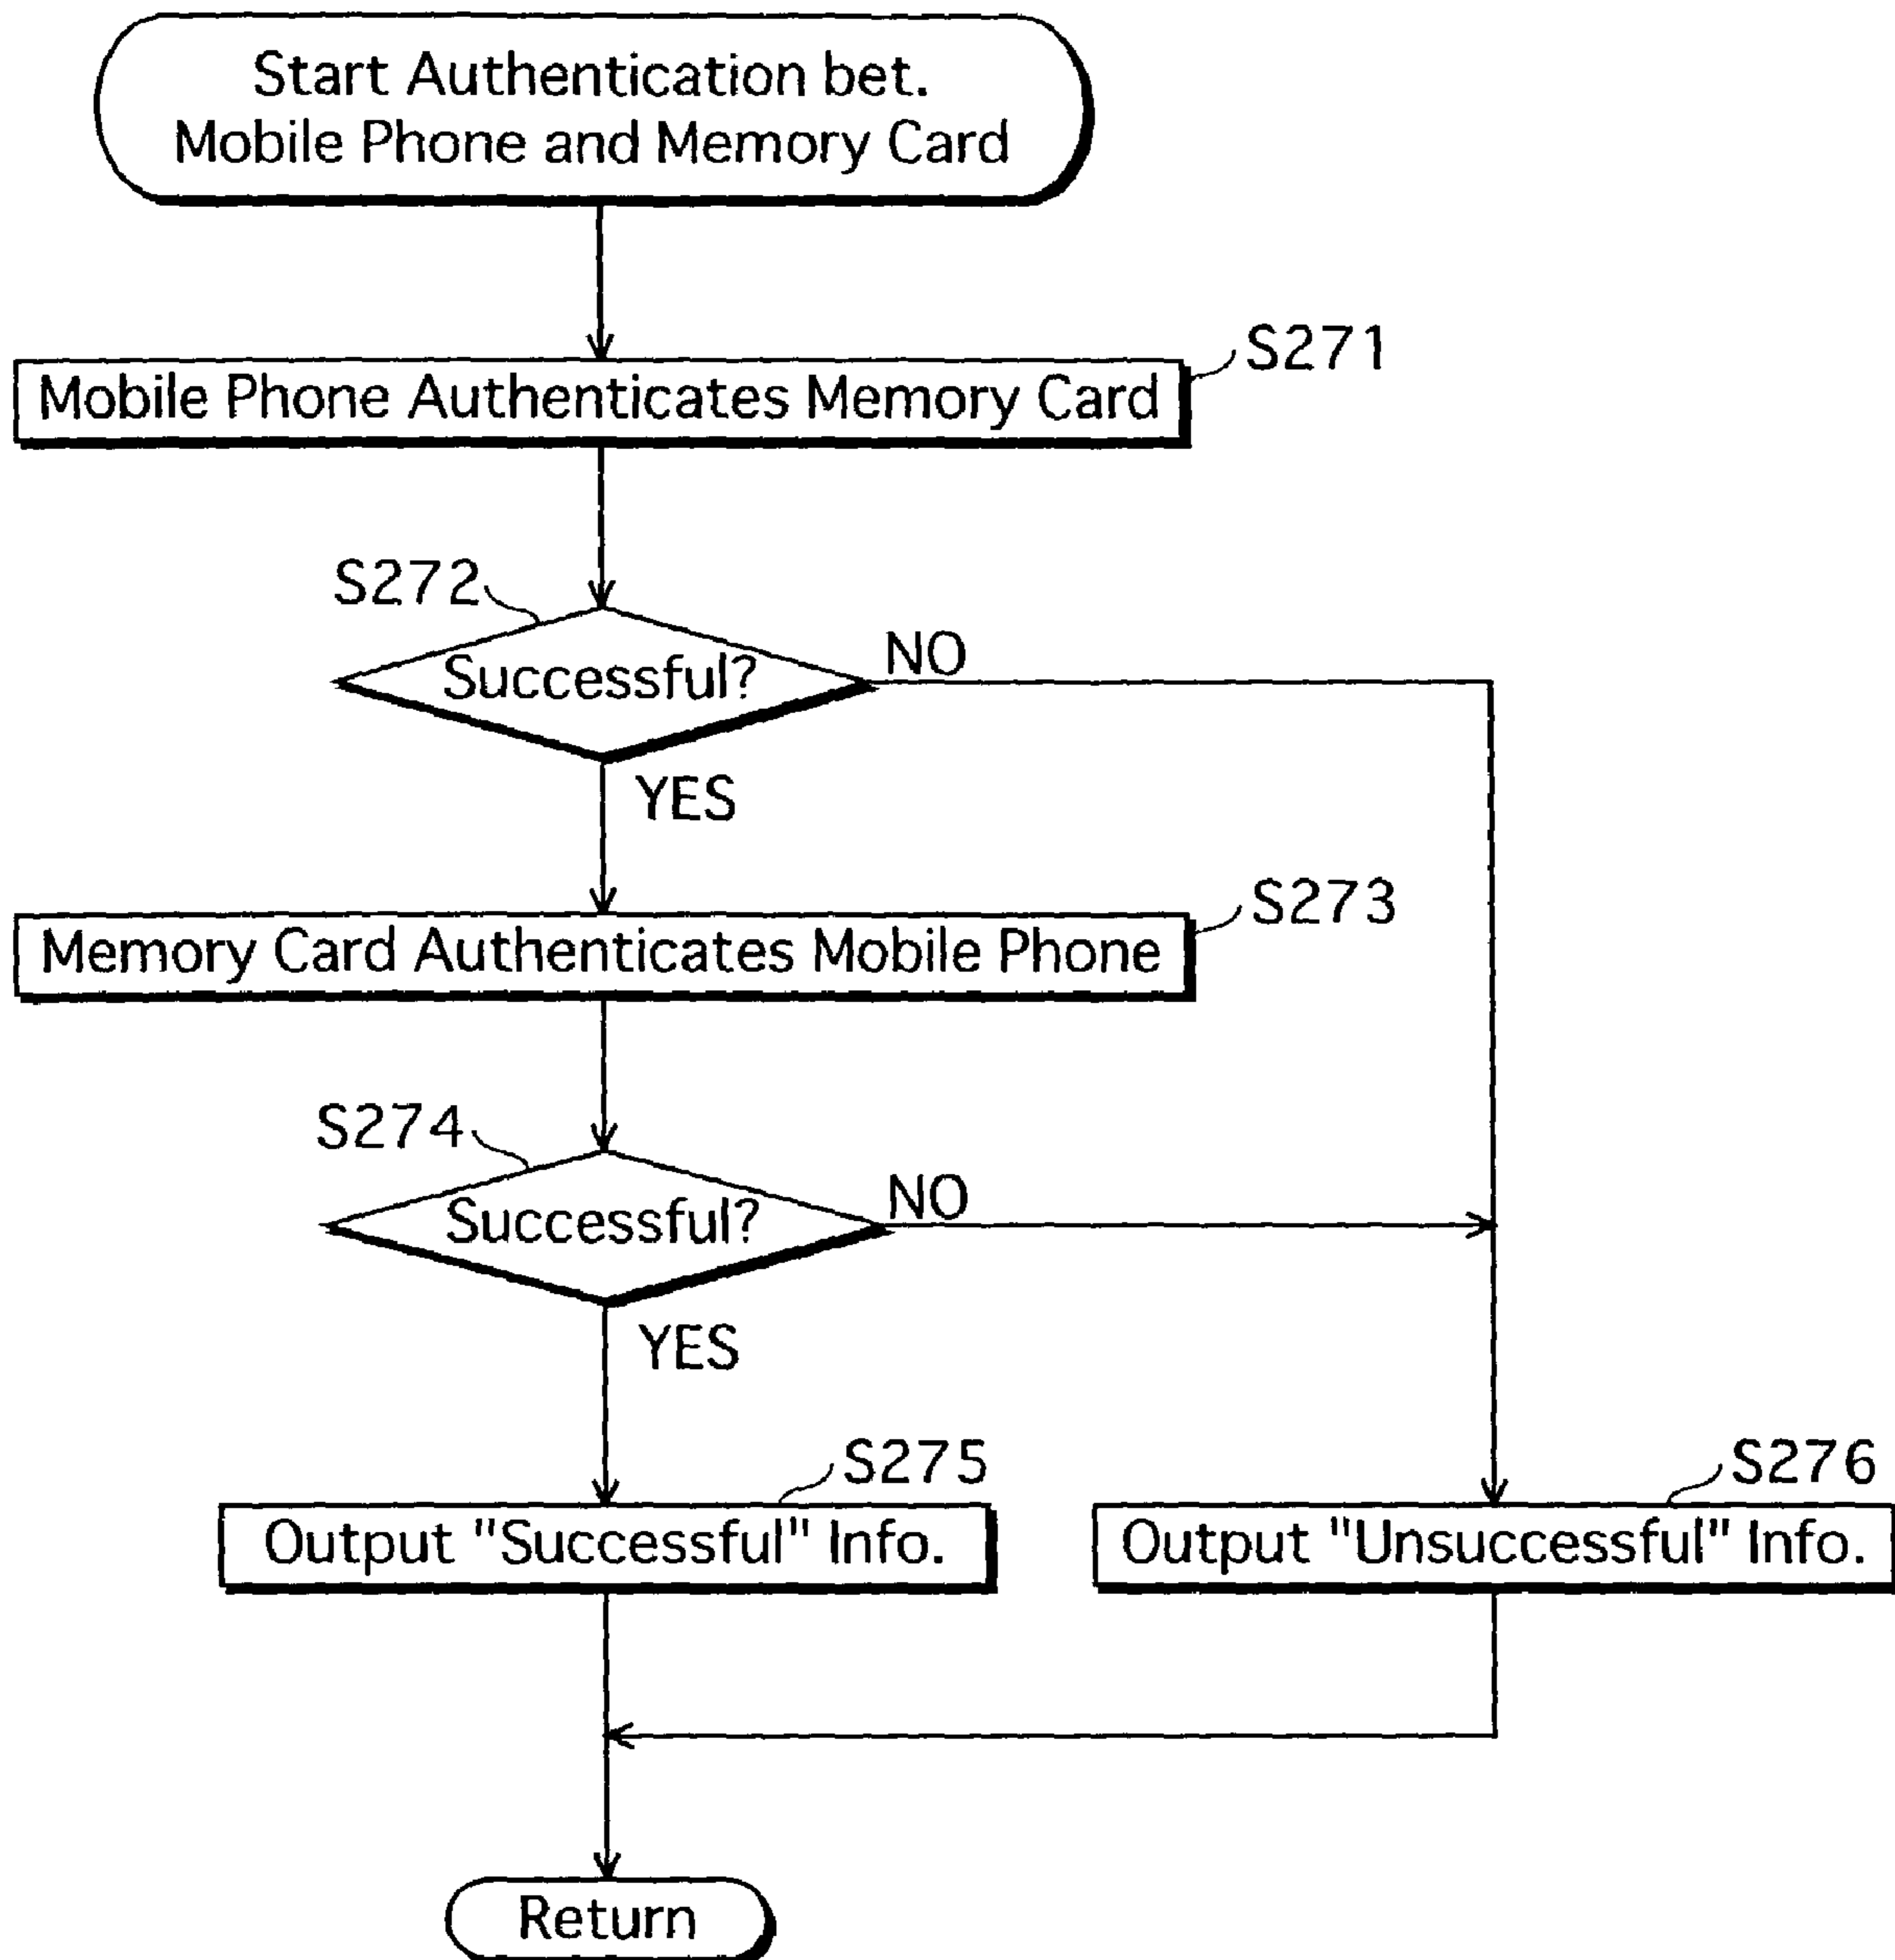 Start Authentication bet.
Mobile Phone and Memory Card
S271
Mobile Phone Authenticates Memory Card
S272
Successful?
NO
YES
S273
Memory Card Authenticates Mobile Phone
S274
Successful?
NO
YES
S275
Output "Successful" Info.
S276
Output "Unsuccessful" Info.
Return